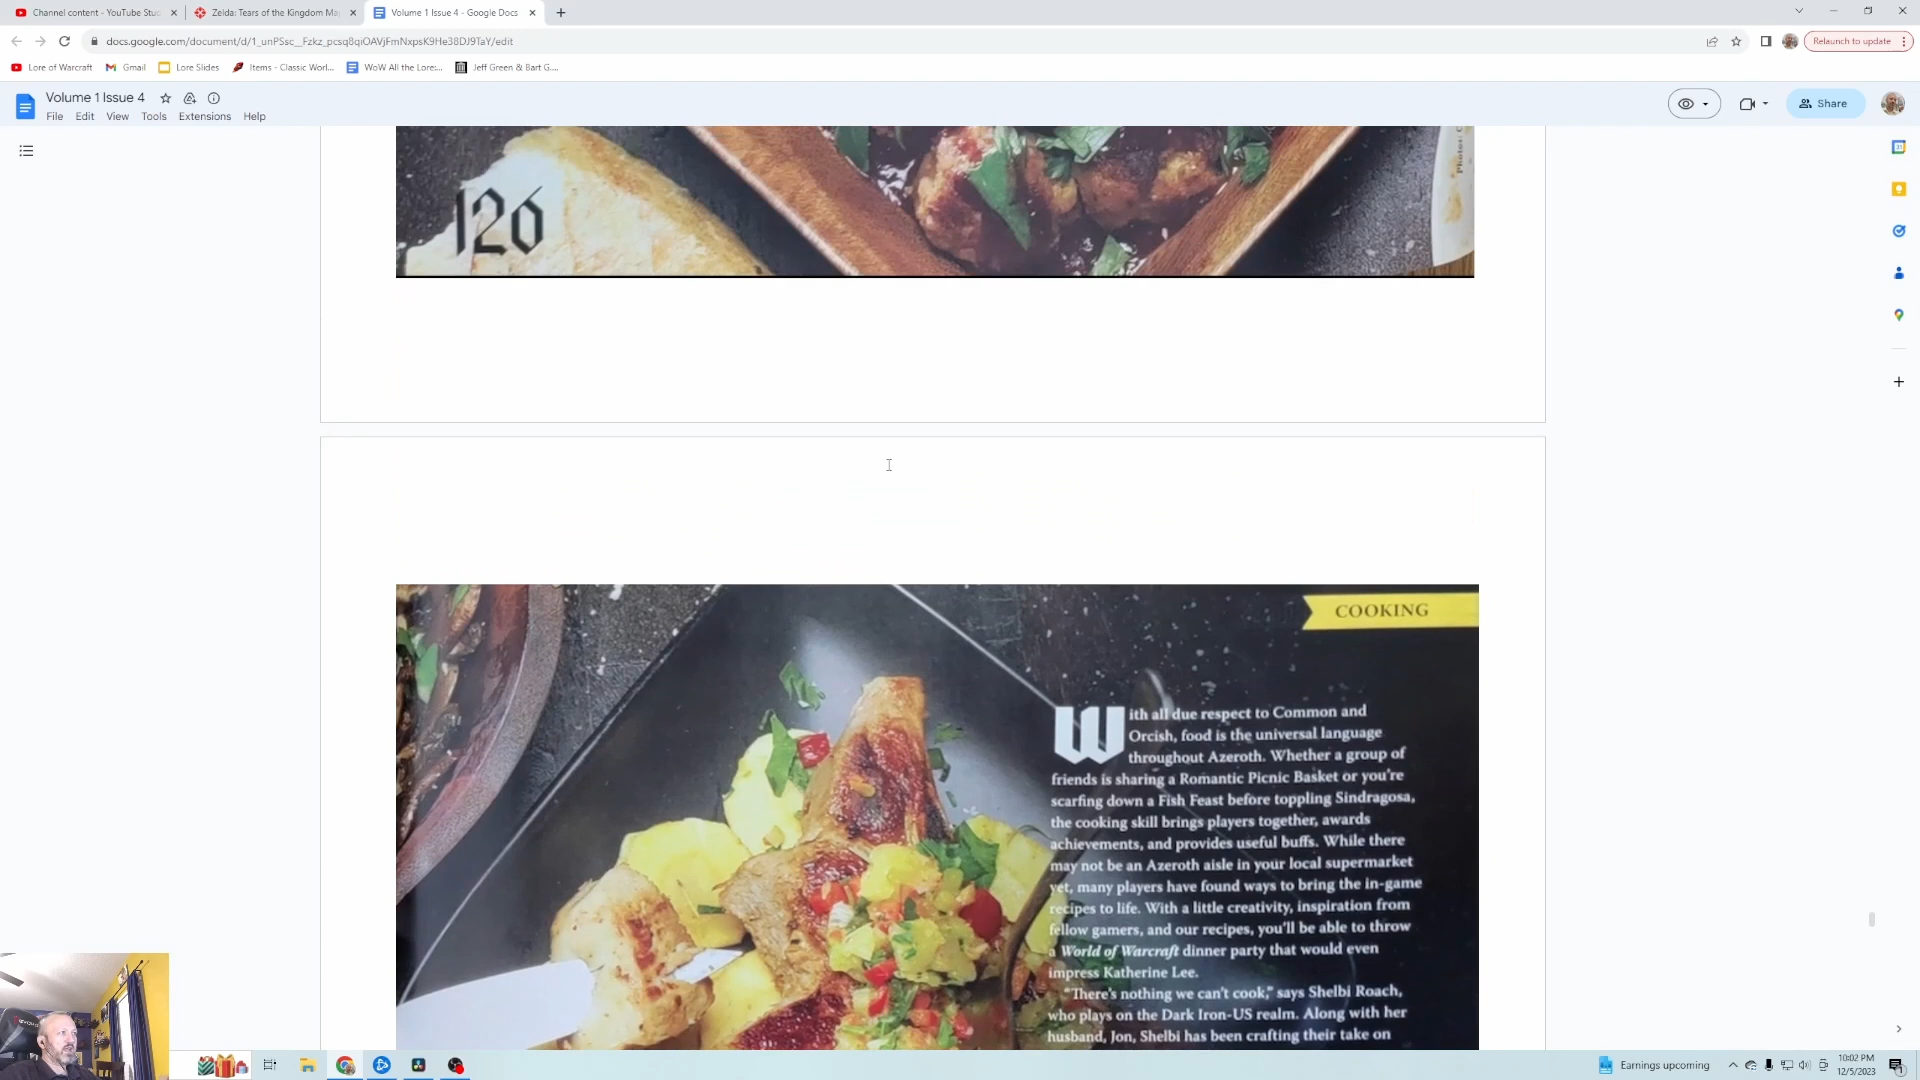 Channel content - YouTube Stu
Zelda: Tears of the Kingdom Ma
Volume 1 Issue 4 - Google Docs
docs.google.com/document/d/1_unPSsc__Fzkz_pcsq8qiOAVjFmNxpsK9He38DJ9TaY/edit
Relaunch to update
Lore of Warcraft
Gmail
Lore Slides
Items - Classic Worl...
WoW All the Lore:...
Jeff Green & Bart G....
Volume 1 Issue 4
Share
File Edit View Tools Extensions Help
126
COOKING
With all due respect to Common and
Orcish, food is the universal language
throughout Azeroth. Whether a group of
friends is sharing a Romantic Picnic Basket or you're
scarfing down a Fish Feast before toppling Sindragosa,
the cooking skill brings players together, awards
achievements, and provides useful buffs. While there
may not be an Azeroth aisle in your local supermarket
yet, many players have found ways to bring the in-game
recipes to life. With a little creativity, inspiration from
fellow gamers, and our recipes, you'll be able to throw
a World of Warcraft dinner party that would even
impress Katherine Lee.
"There's nothing we can't cook," says Shelbi Roach,
who plays on the Dark Iron-US realm. Along with her
husband, Jon, Shelbi has been crafting their take on
Earnings upcoming
10:02 PM
12/5/2023